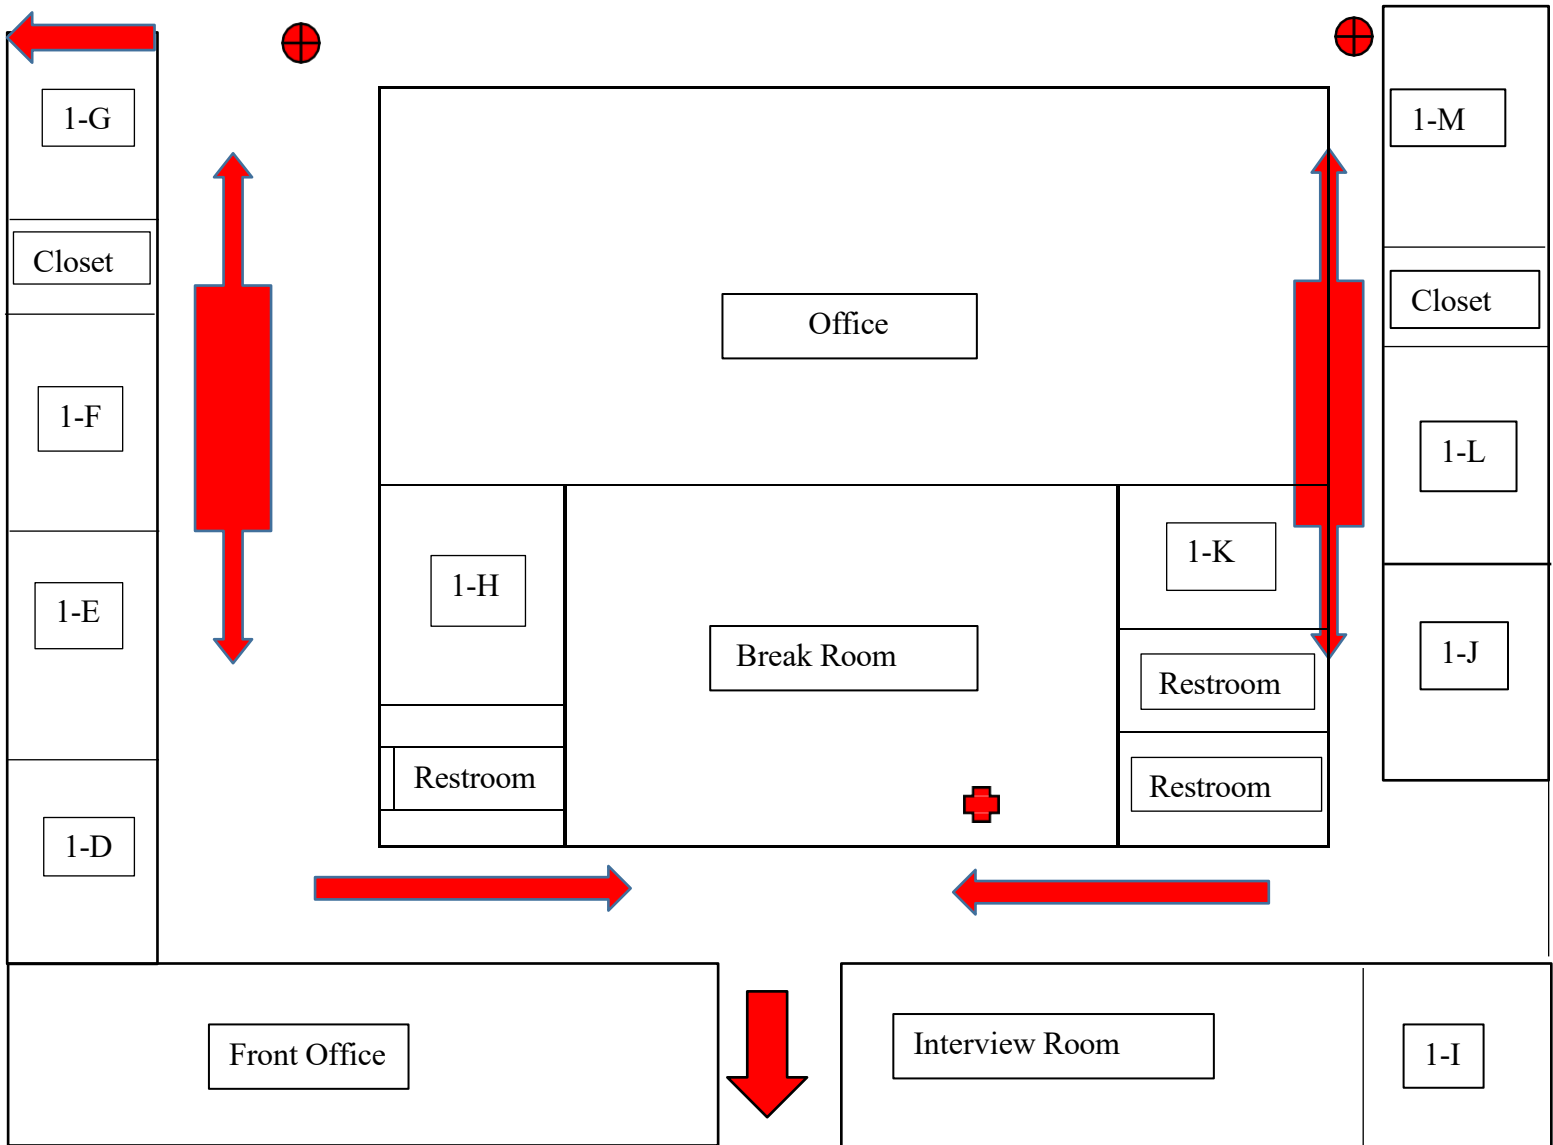 1-G
1-M
Closet
Closet
Office
1-F
1-L
1-H
1-K
1-E
Break Room
1-J
Restroom
Restroom
Restroom
1-D
Front Office
Interview Room
1-I